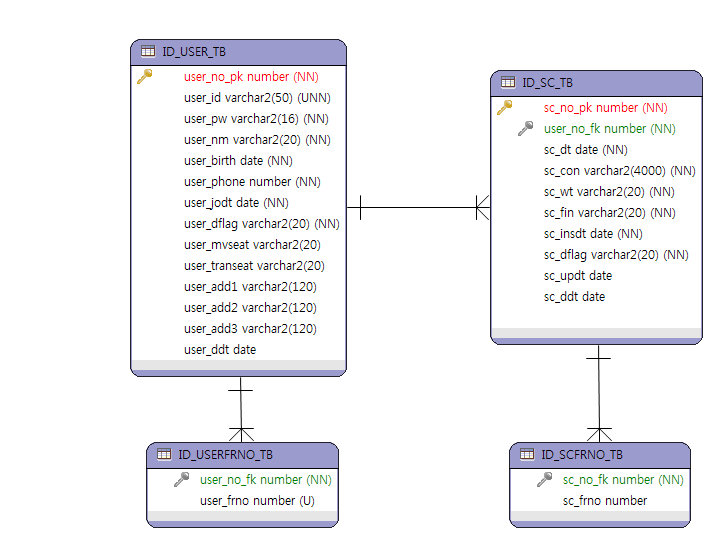 ID_USER_TB
user_no_pk number (NN)
user_id varchar2(50) (UNN)
user_pw varchar2(16) (NN)
user_nm varchar2(20) (NN)
user_birth date (NN)
user_phone number (NN)
user_jodt date (NN)
user_dflag varchar2(20) (NN)
user_mvseat varchar2(20)
user_transeat varchar2(20)
user_add1 varchar2(120)
user_add2 varchar2(120)
user_add3 varchar2(120)
user_ddt date
ID_SC_TB
sc_no_pk number (NN)
user_no_fk number (NN)
sc_dt date (NN)
sc_con varchar2(4000) (NN)
sc_wt varchar2(20) (NN)
sc_fin varchar2(20) (NN)
sc_insdt date (NN)
sc_dflag varchar2(20) (NN)
sc_updt date
sc_ddt date
ID_USERFRNO_TB
user_no_fk number (NN)
user_frno number (U)
ID_SCFRNO_TB
sc_no_fk number (NN)
sc_frno number